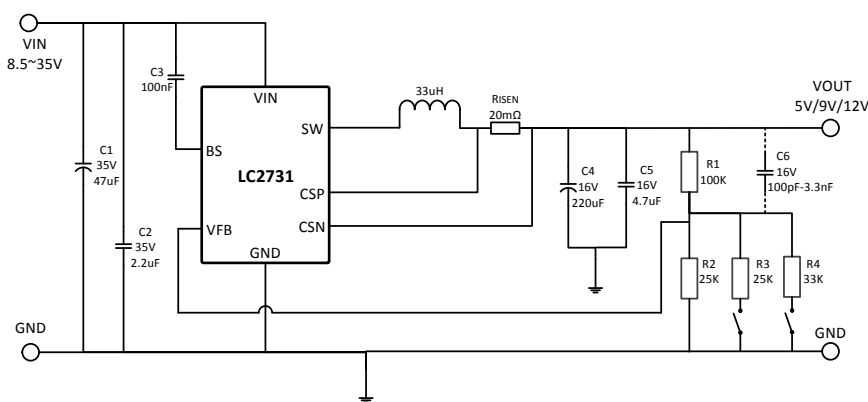 VIN
8.5~35V
C1
35V
47uF
C2
35V
2.2uF
C3
100nF
VIN
BS
SW
LC2731
CSP
CSN
VFB
GND
33uH
RISEN
20mΩ
C4
16V
220uF
C5
16V
4.7uF
R1
100K
C6
16V
100pF-3.3nF
VOUT
5V/9V/12V
R2
25K
R3
25K
R4
33K
GND
GND